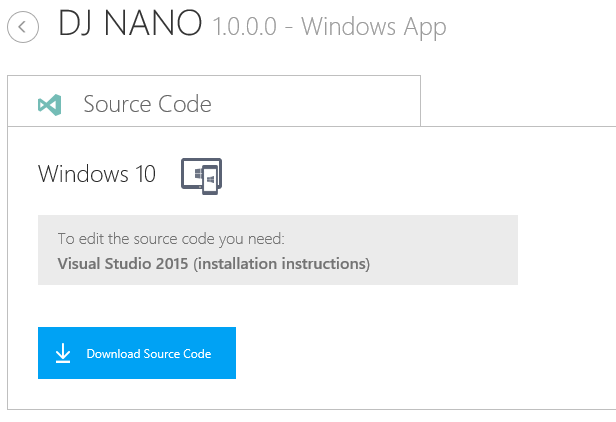 DJ NANO 1.0.0.0 - Windows App
Source Code
Windows 10
To edit the source code you need:
Visual Studio 2015 (installation instructions)
Download Source Code